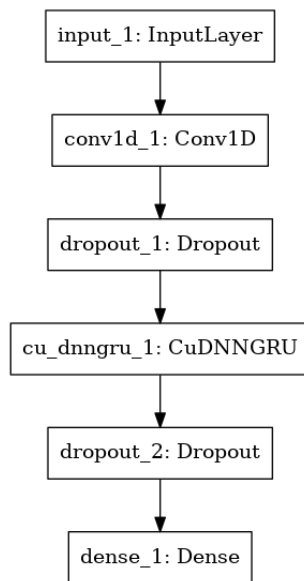 input_1: InputLayer
conv1d_1: Conv1D
dropout_1: Dropout
cu_dnngru_1: CuDNNGRU
dropout_2: Dropout
dense_1: Dense